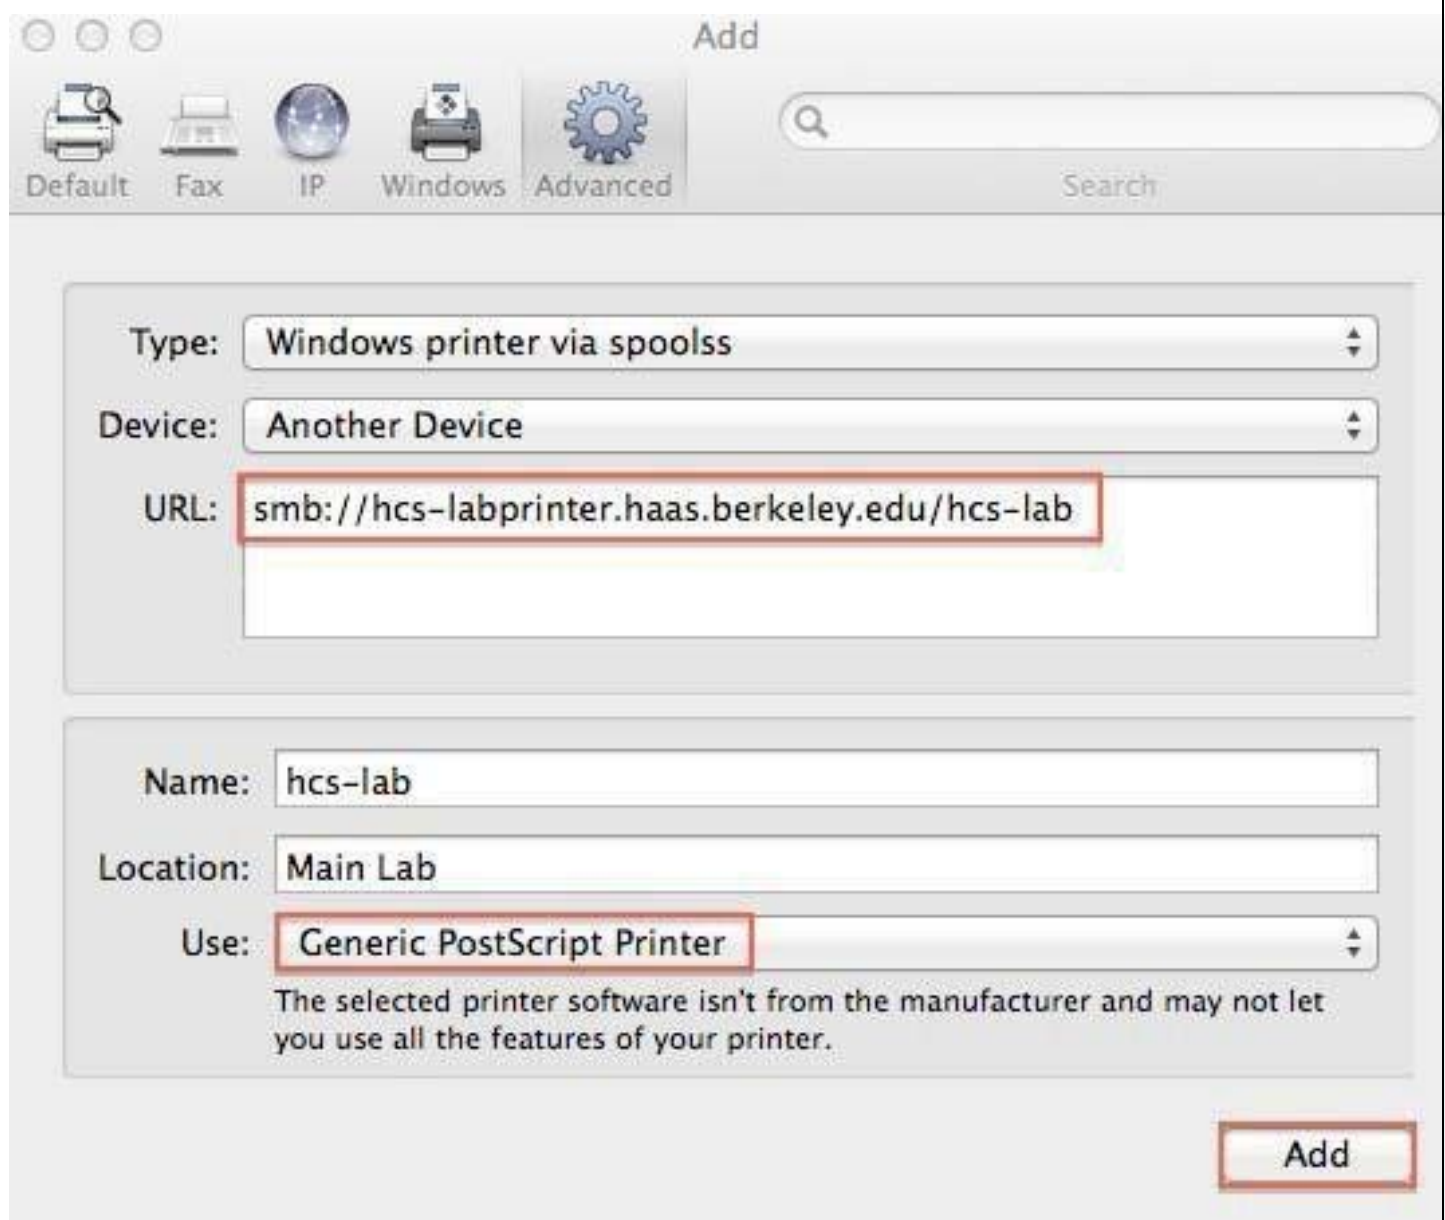 Add
Default Fax IP Windows Advanced Search
Type: Windows printer via spoolss
Device: Another Device
URL: smb://hcs-labprinter.haas.berkeley.edu/hcs-lab
Name: hcs-lab
Location: Main Lab
Use: Generic PostScript Printer
The selected printer software isn't from the manufacturer and may not let
you use all the features of your printer.
Add